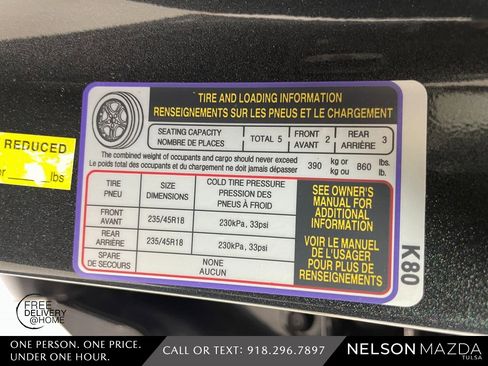 TIRE AND LOADING INFORMATION
RENSEIGNEMENTS SUR LES PNEUS ET LE CHARGEMENT
SEATING CAPACITY
NOMBRE DE PLACES
TOTAL 5
FRONT
AVANT 2
REAR
ARRIÈRE 3
The combined weight of occupants and cargo should never exceed
Le poids total des occupants et du chargement ne doit jamais dépasser
390 kg or
kg ou 860 lbs.
lb.
TIRE
PNEU
SIZE
DIMENSIONS
COLD TIRE PRESSURE
PRESSION DES
PNEUS À FROID
FRONT
AVANT
235/45R18
230kPa, 33psi
REAR
ARRIÈRE
235/45R18
230kPa, 33psi
SPARE
DE SECOURS
NONE
AUCUN
SEE OWNER'S
MANUAL FOR
ADDITIONAL
INFORMATION
VOIR LE MANUEL
DE L'USAGER
POUR PLUS DE
RENSEIGNEMENTS
K80
REDUCED
lbs
FREE
DELIVERY
@HOME
ONE PERSON. ONE PRICE.
UNDER ONE HOUR.
CALL OR TEXT: 918.296.7897
NELSON MAZDA
TULSA